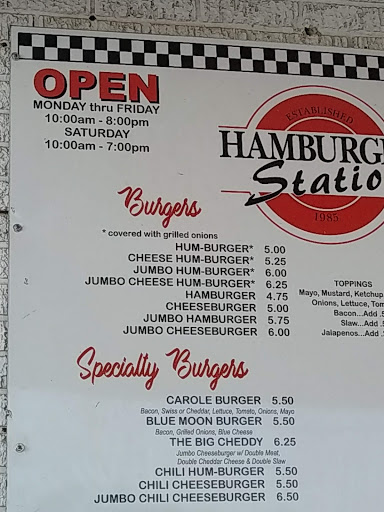 OPEN
MONDAY thru FRIDAY
10:00am - 8:00pm
SATURDAY
10:00am - 7:00pm
ESTABLISHED
HAMBURGE
Statio
1985
Burgers
* covered with grilled onions
HUM-BURGER* 5.00
CHEESE HUM-BURGER* 5.25
JUMBO HUM-BURGER* 6.00
JUMBO CHEESE HUM-BURGER* 6.25
HAMBURGER 4.75
CHEESEBURGER 5.00
JUMBO HAMBURGER 5.75
JUMBO CHEESEBURGER 6.00
TOPPINGS
Mayo, Mustard, Ketchup,
Onions, Lettuce, Tom
Bacon...Add .5
Slaw...Add .5
Jalapenos...Add .
Specialty Burgers
CAROLE BURGER 5.50
Bacon, Swiss or Cheddar, Lettuce, Tomato, Onions, Mayo
BLUE MOON BURGER 5.50
Bacon, Grilled Onions, Blue Cheese
THE BIG CHEDDY 6.25
Jumbo Cheeseburger w/ Double Meat,
Double Cheddar Cheese & Double Slaw
CHILI HUM-BURGER 5.50
CHILI CHEESEBURGER 5.50
JUMBO CHILI CHEESEBURGER 6.50